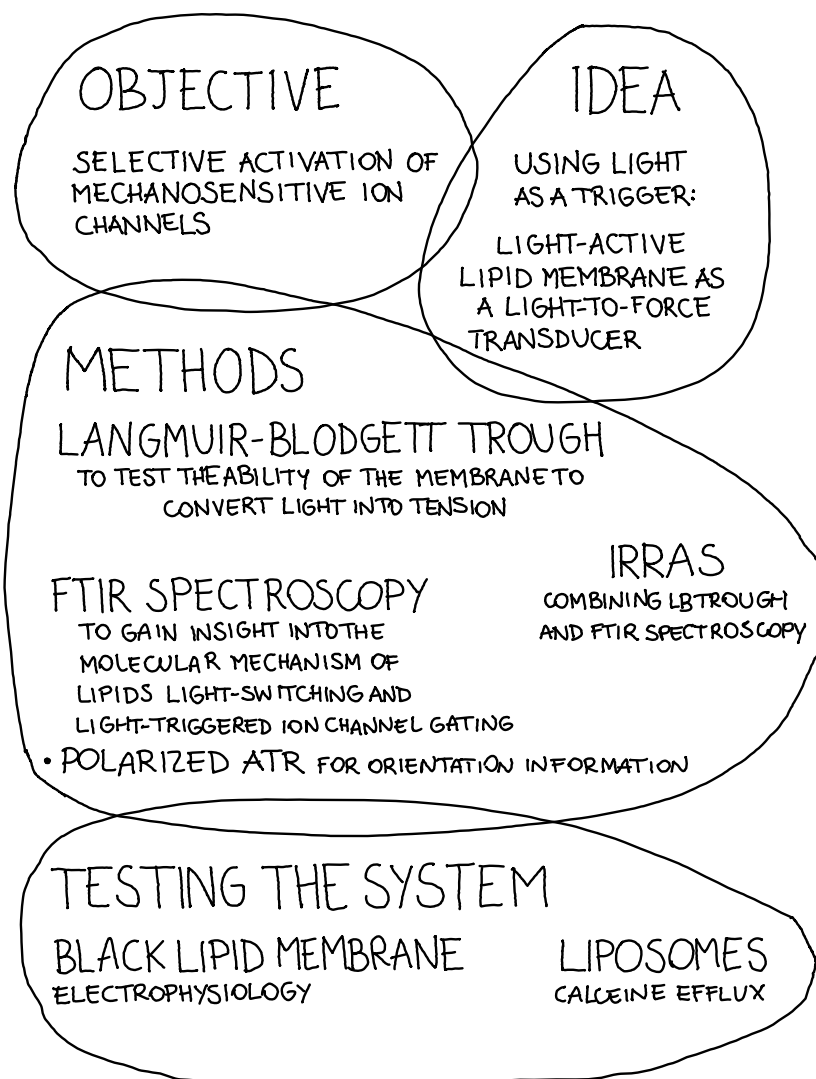 OBJECTIVE
SELECTIVE ACTIVATION OF
MECHANOSENSITIVE ION
CHANNELS
IDEA
USING LIGHT
AS A TRIGGER:
LIGHT-ACTIVE
LIPID MEMBRANE AS
A LIGHT-TO-FORCE
TRANSDUCER
METHODS
LANGMUIR-BLODGETT TROUGH
TO TEST THE ABILITY OF THE MEMBRANE TO
CONVERT LIGHT INTO TENSION
IRRAS
COMBINING LB TROUGH
AND FTIR SPECTROSCOPY
FTIR SPECTROSCOPY
TO GAIN INSIGHT INTO THE
MOLECULAR MECHANISM OF
LIPIDS LIGHT-SWITCHING AND
LIGHT-TRIGGERED ION CHANNEL GATING
• POLARIZED ATR FOR ORIENTATION INFORMATION
TESTING THE SYSTEM
BLACK LIPID MEMBRANE
ELECTROPHYSIOLOGY
LIPOSOMES
CALCEINE EFFLUX